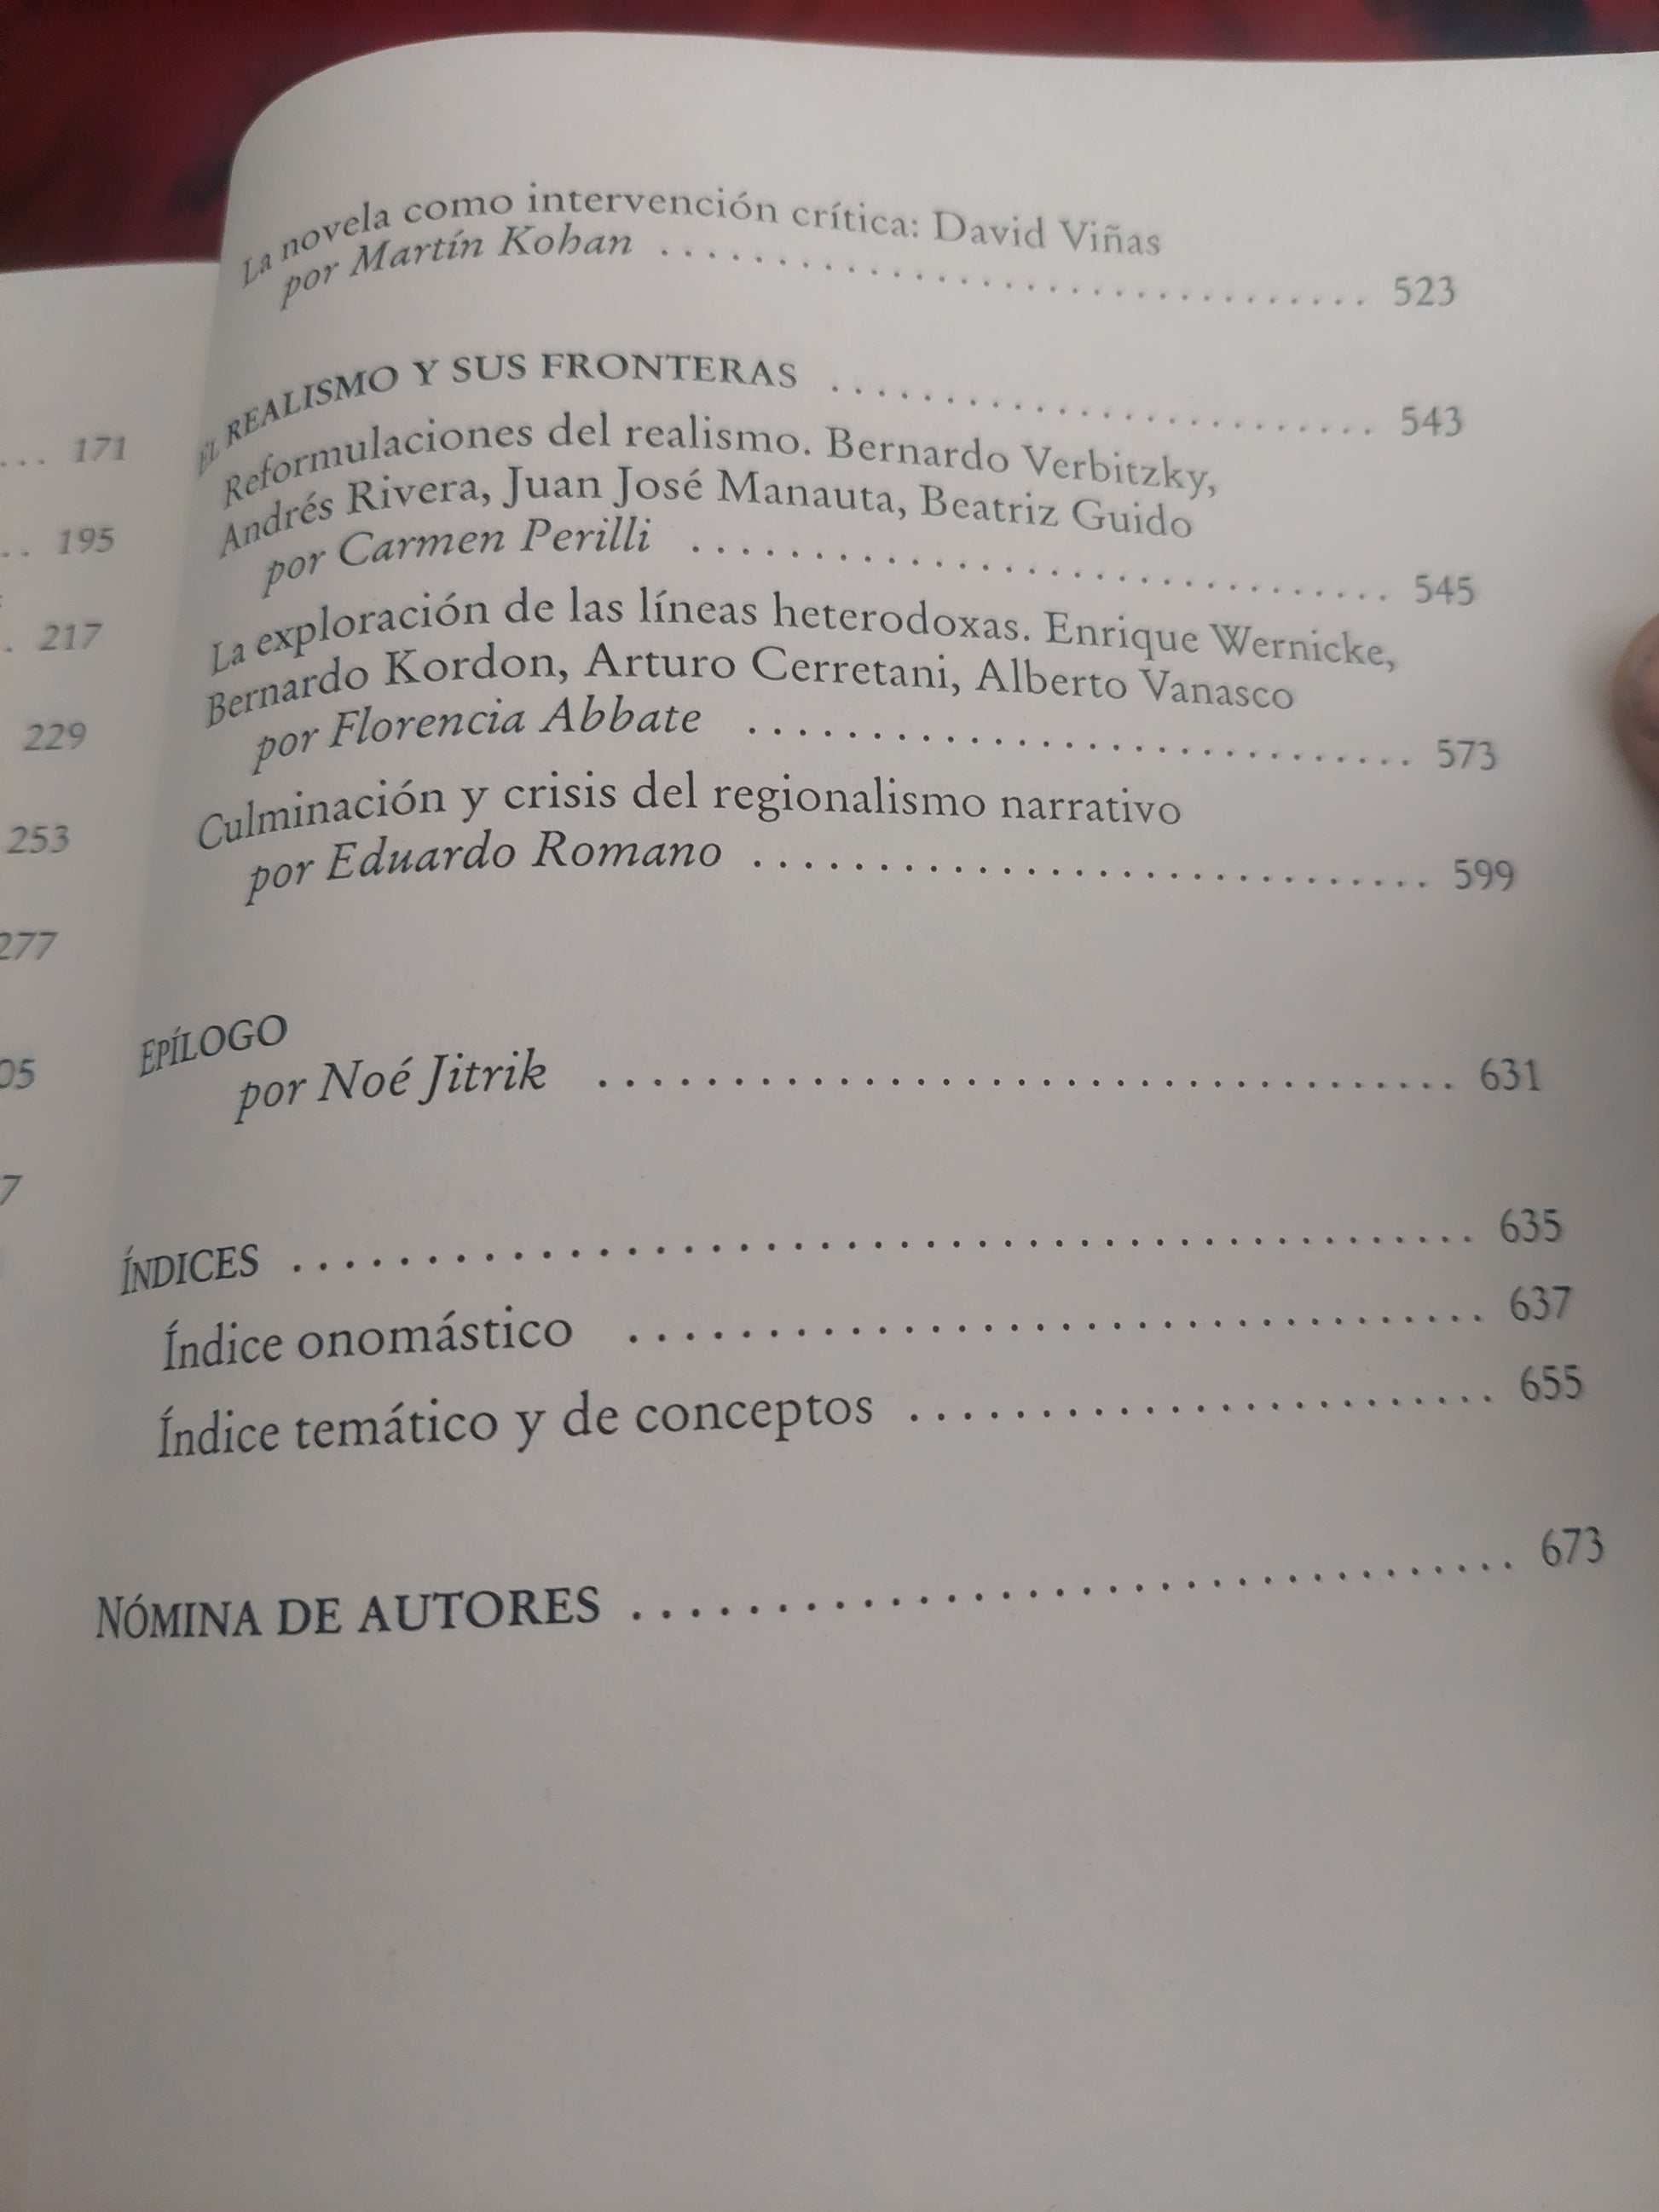 ... 171
.. 195
. 217
229
253
277
05
7
La novela como intervención crítica: David Viñas
por Martín Kohan .............................. 523
EL REALISMO Y SUS FRONTERAS ...................... 543
Reformulaciones del realismo. Bernardo Verbitzky,
Andrés Rivera, Juan José Manauta, Beatriz Guido
por Carmen Perilli ............................. 545
La exploración de las líneas heterodoxas. Enrique Wernicke,
Bernardo Kordon, Arturo Cerretani, Alberto Vanasco
por Florencia Abbate ........................... 573
Culminación y crisis del regionalismo narrativo
por Eduardo Romano ........................... 599
EPÍLOGO
por Noé Jitrik ................................ 631
ÍNDICES ........................................... 635
Índice onomástico ............................... 637
Índice temático y de conceptos ...................... 655
NÓMINA DE AUTORES ............................... 673